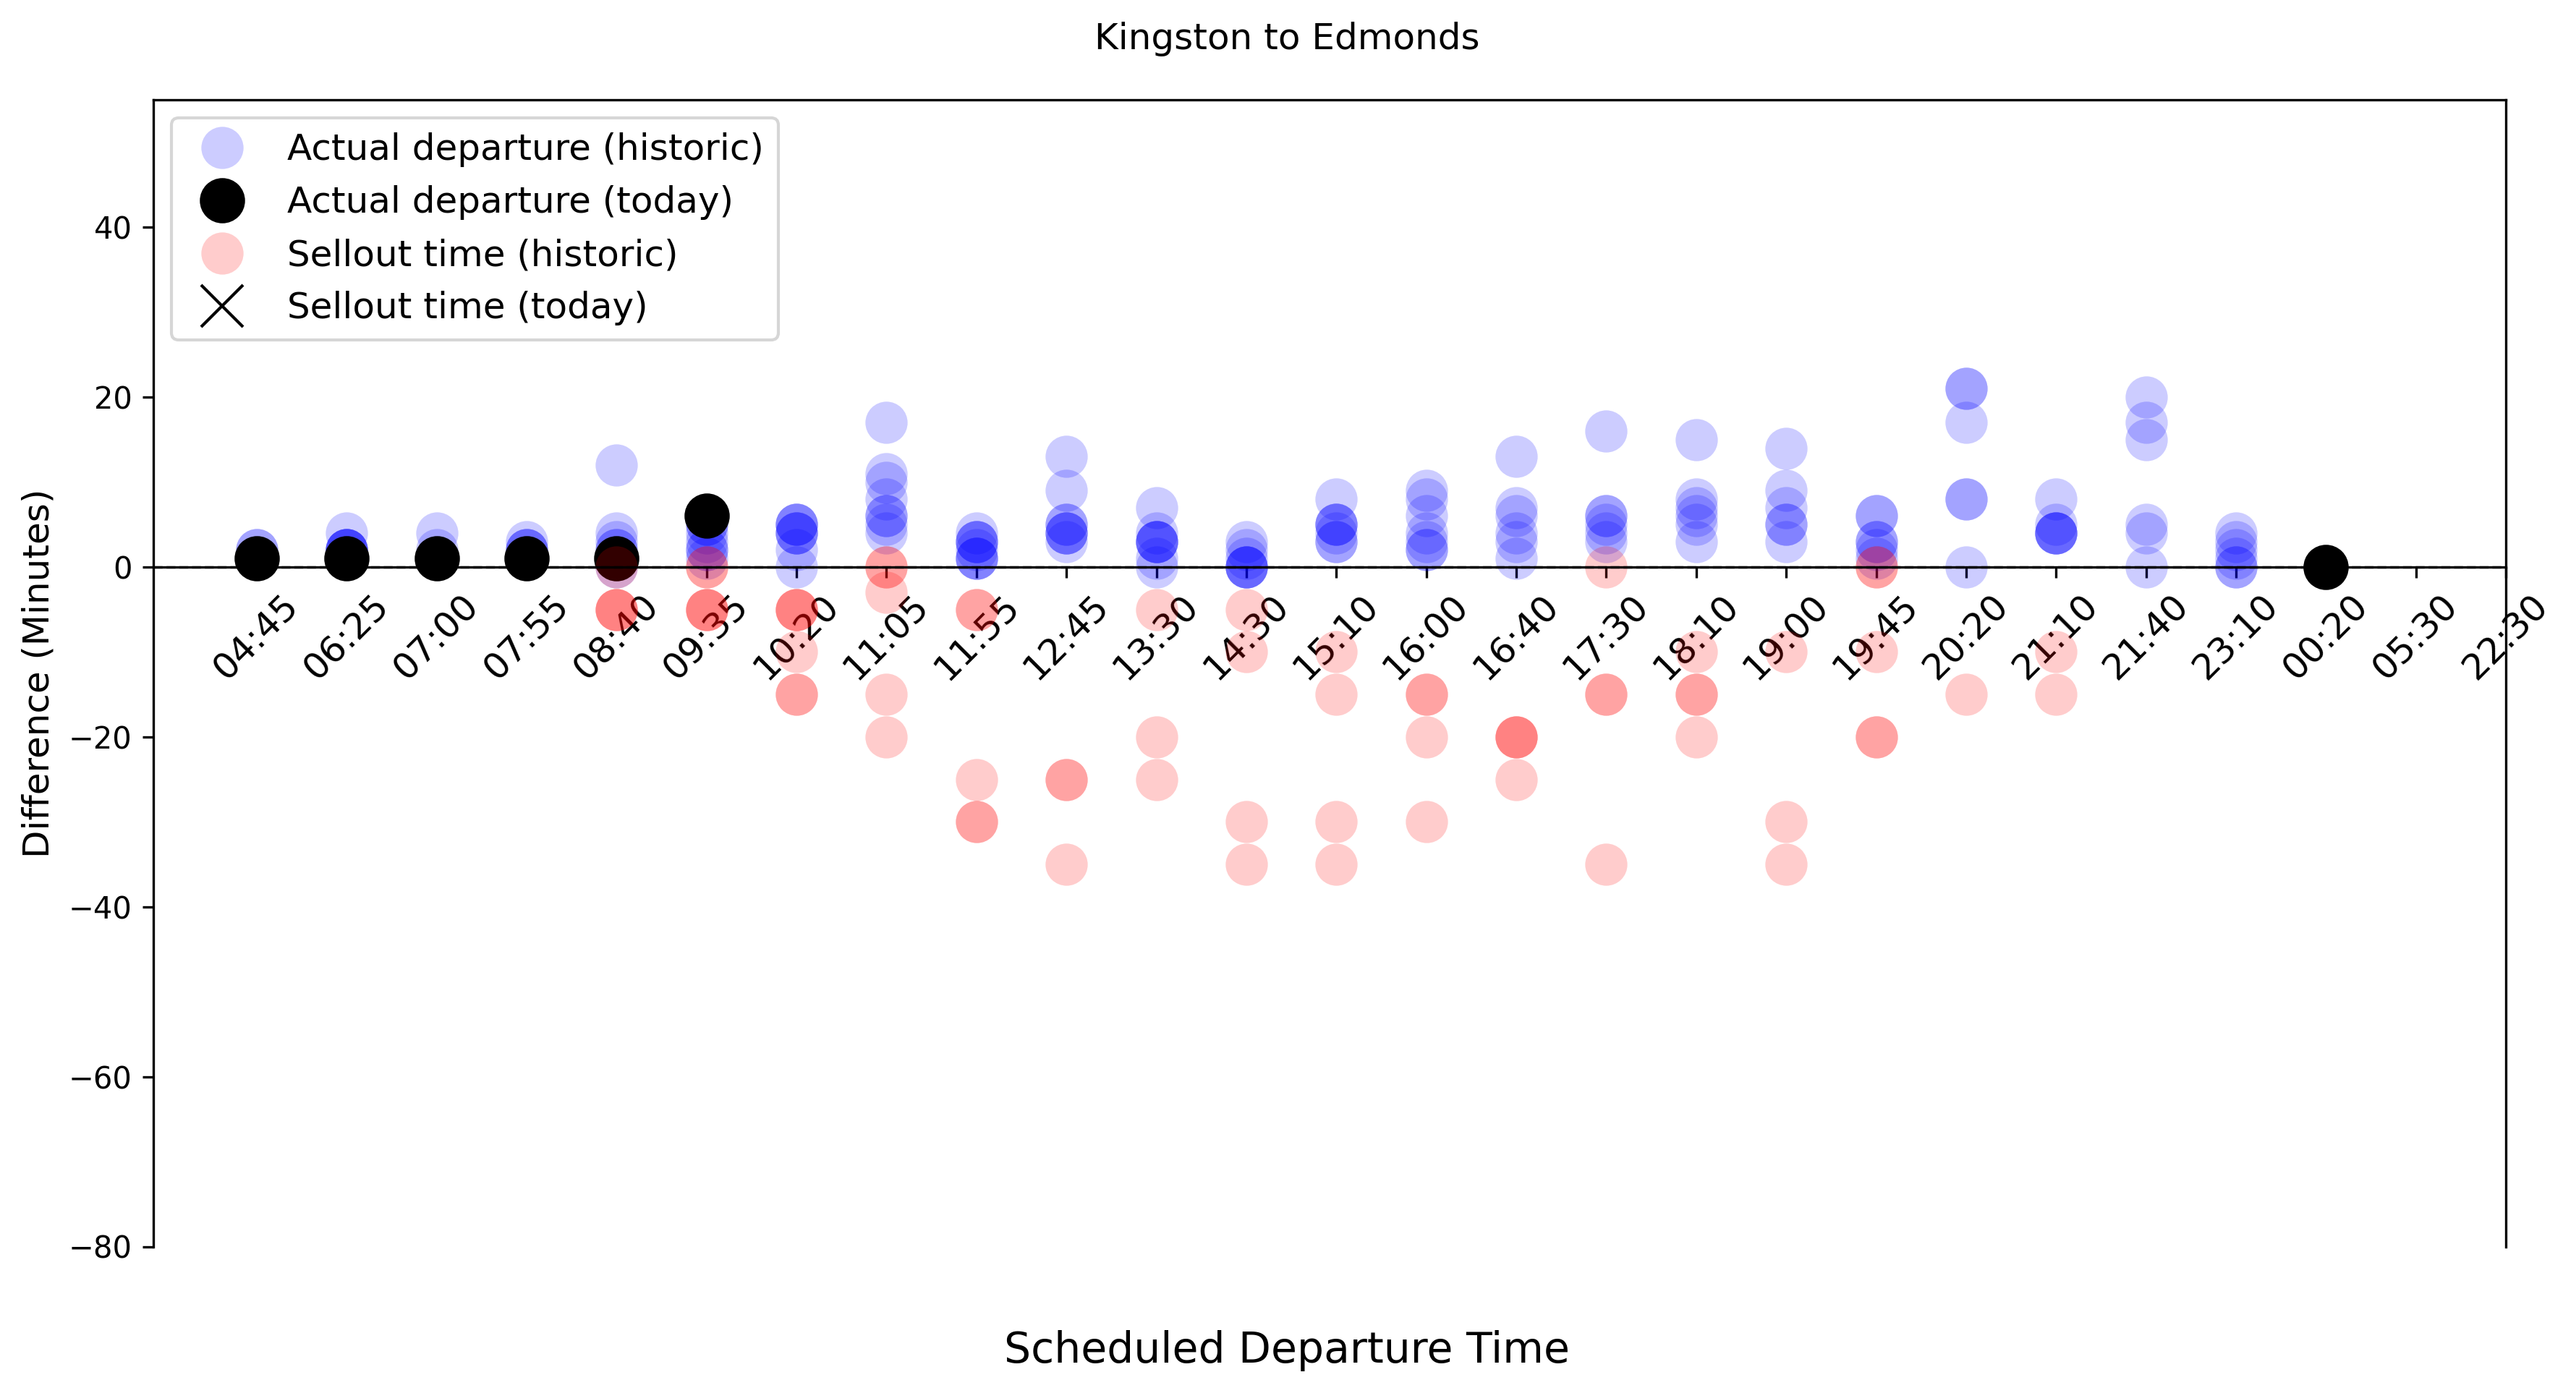 Kingston to Edmonds
Actual departure (historic)
Actual departure (today)
Sellout time (historic)
Sellout time (today)
Difference (Minutes)
40
20
0
−20
−40
−60
−80
04:45 06:25 07:00 07:55 08:40 09:35 10:20 11:05 11:55 12:45 13:30 14:30 15:10 16:00 16:40 17:30 18:10 19:00 19:45 20:20 21:10 21:40 23:10 00:20 05:30 22:30
Scheduled Departure Time